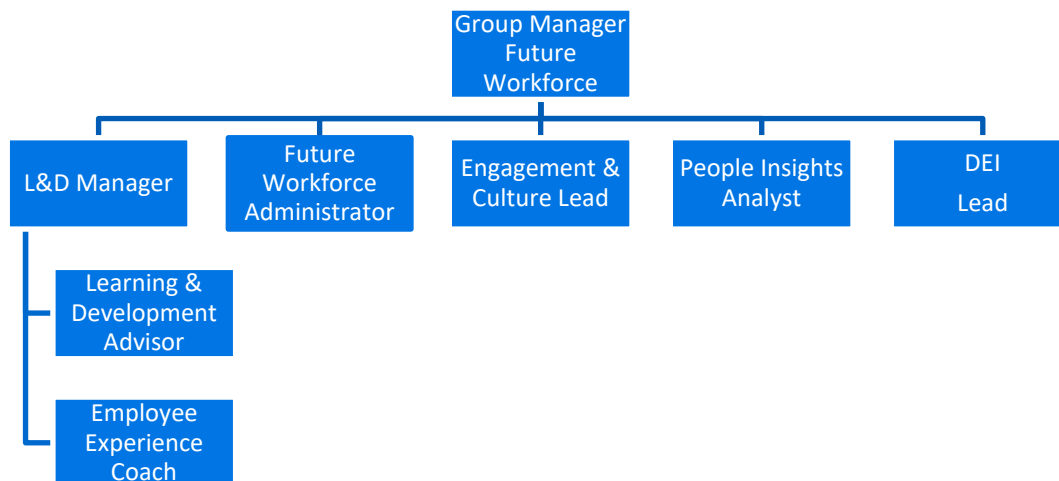 Group Manager
Future
Workforce
L&D Manager
Future
Workforce
Administrator
Engagement &
Culture Lead
People Insights
Analyst
DEI
Lead
Learning &
Development
Advisor
Employee
Experience
Coach